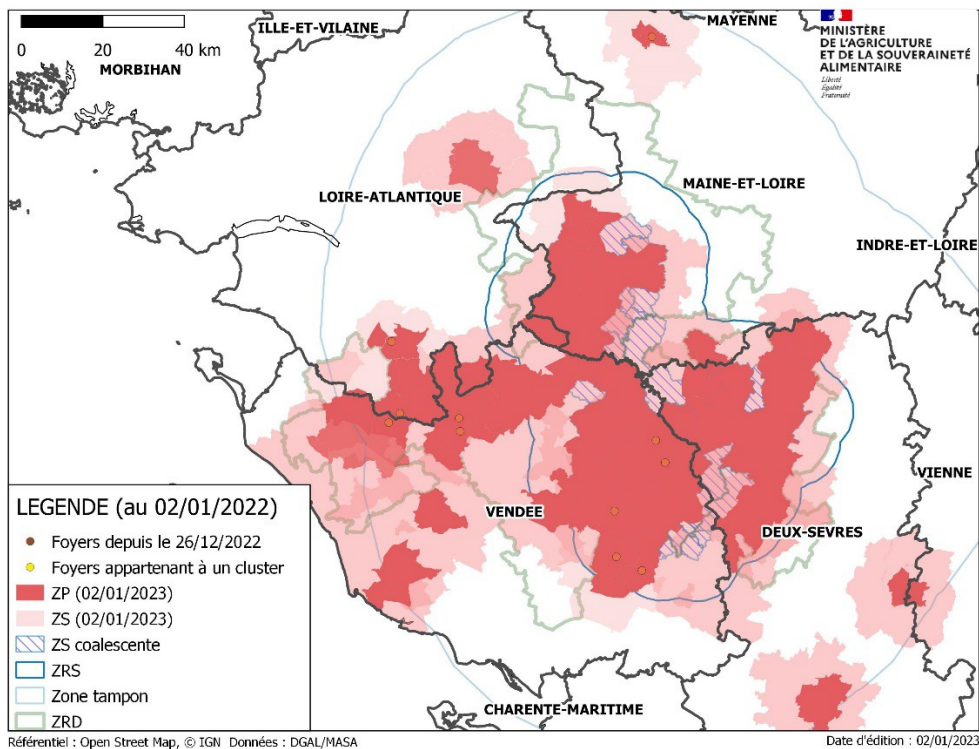 0 20 40 km
ILLE-ET-VILAINE
MAYENNE
MORBIHAN
MINISTÈRE
DE L'AGRICULTURE
ET DE LA SOUVERAINETÉ
ALIMENTAIRE
Liberté
Égalité
Fraternité
LOIRE-ATLANTIQUE
MAINE-ET-LOIRE
INDRE-ET-LOIRE
VIENNE
VENDEE
DEUX-SEVRES
CHARENTE-MARITIME
LEGENDE (au 02/01/2022)
Foyers depuis le 26/12/2022
Foyers appartenant à un cluster
ZP (02/01/2023)
ZS (02/01/2023)
ZS coalescente
ZRS
Zone tampon
ZRD
Référentiel : Open Street Map, © IGN Données : DGAL/MASA
Date d'édition : 02/01/2023